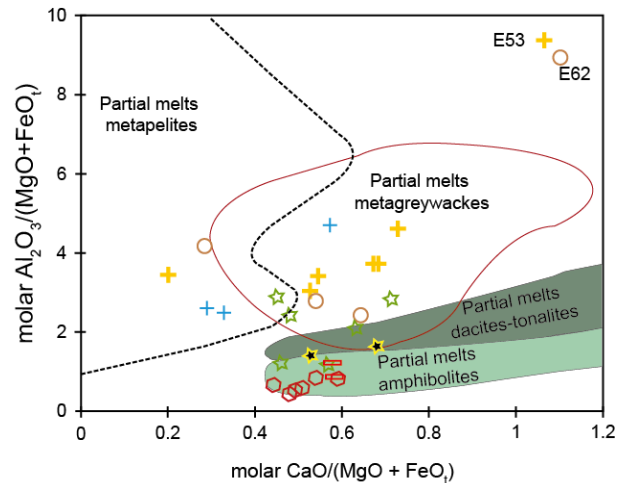 10
8
6
4
2
0
0
0.2
0.4
0.6
0.8
1
1.2
molar Al₂O₃/(MgO+FeOₜ)
molar CaO/(MgO + FeOₜ)
E53
E62
Partial melts
metapelites
Partial melts
metagreywackes
Partial melts
dacites-tonalites
Partial melts
amphibolites